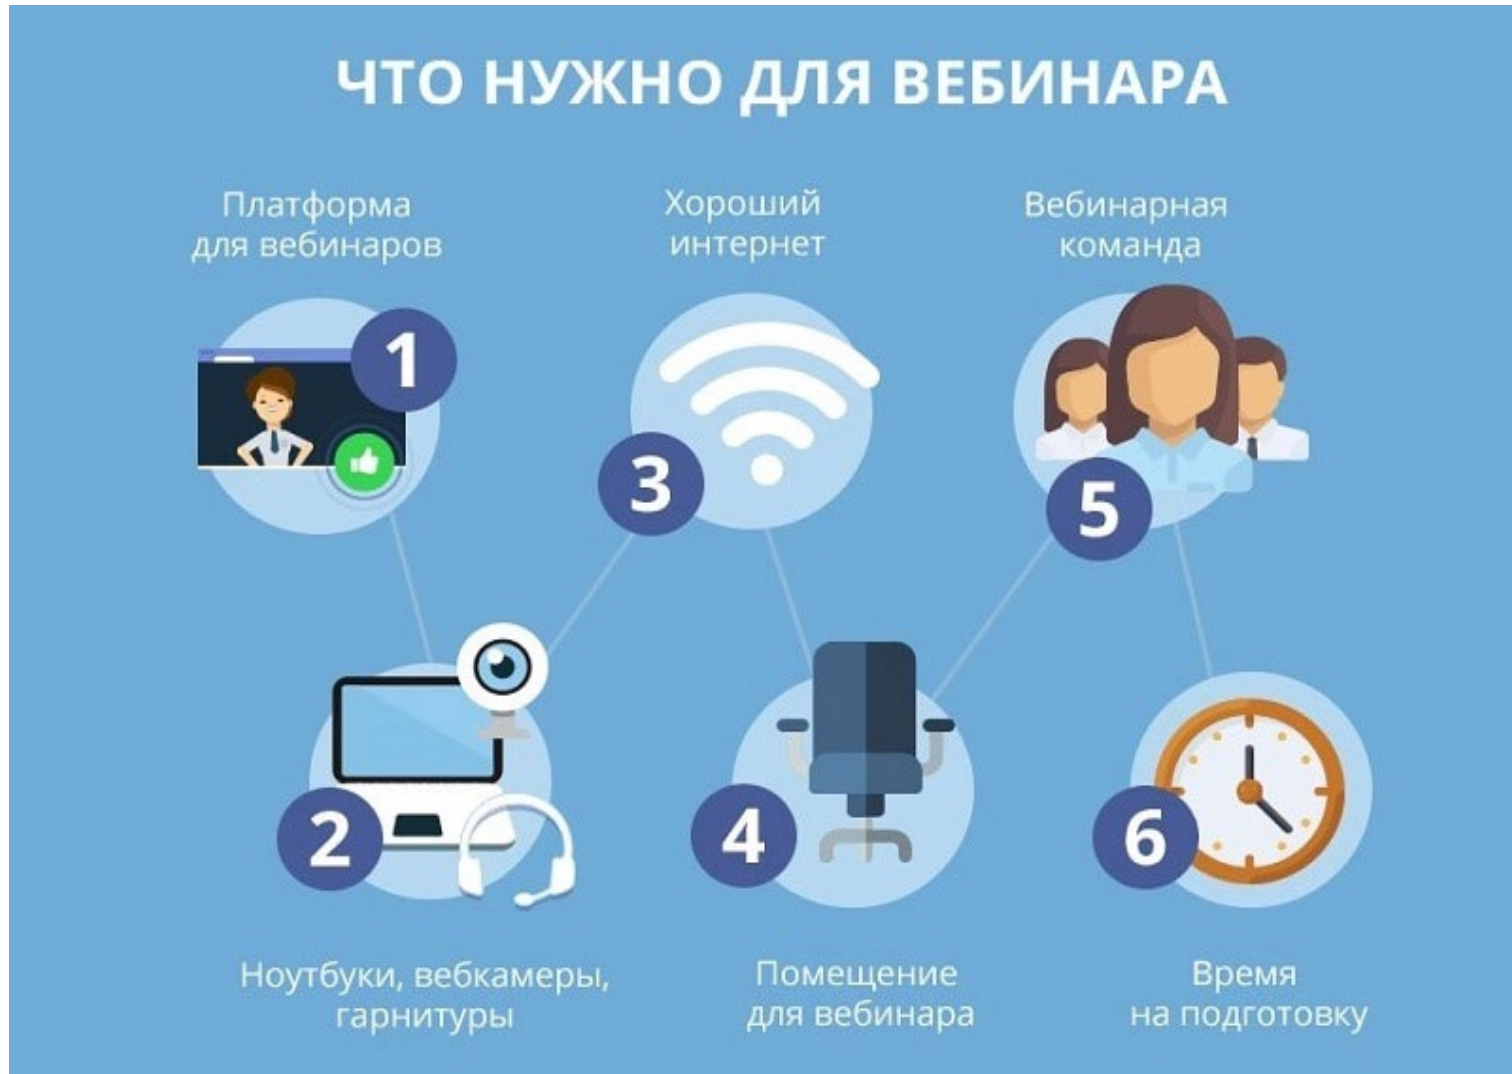 ЧТО НУЖНО ДЛЯ ВЕБИНАРА
Платформа
для вебинаров
1
2
Ноутбуки, вебкамеры,
гарнитуры
Хороший
интернет
3
4
Помещение
для вебинара
Вебинарная
команда
5
6
Время
на подготовку